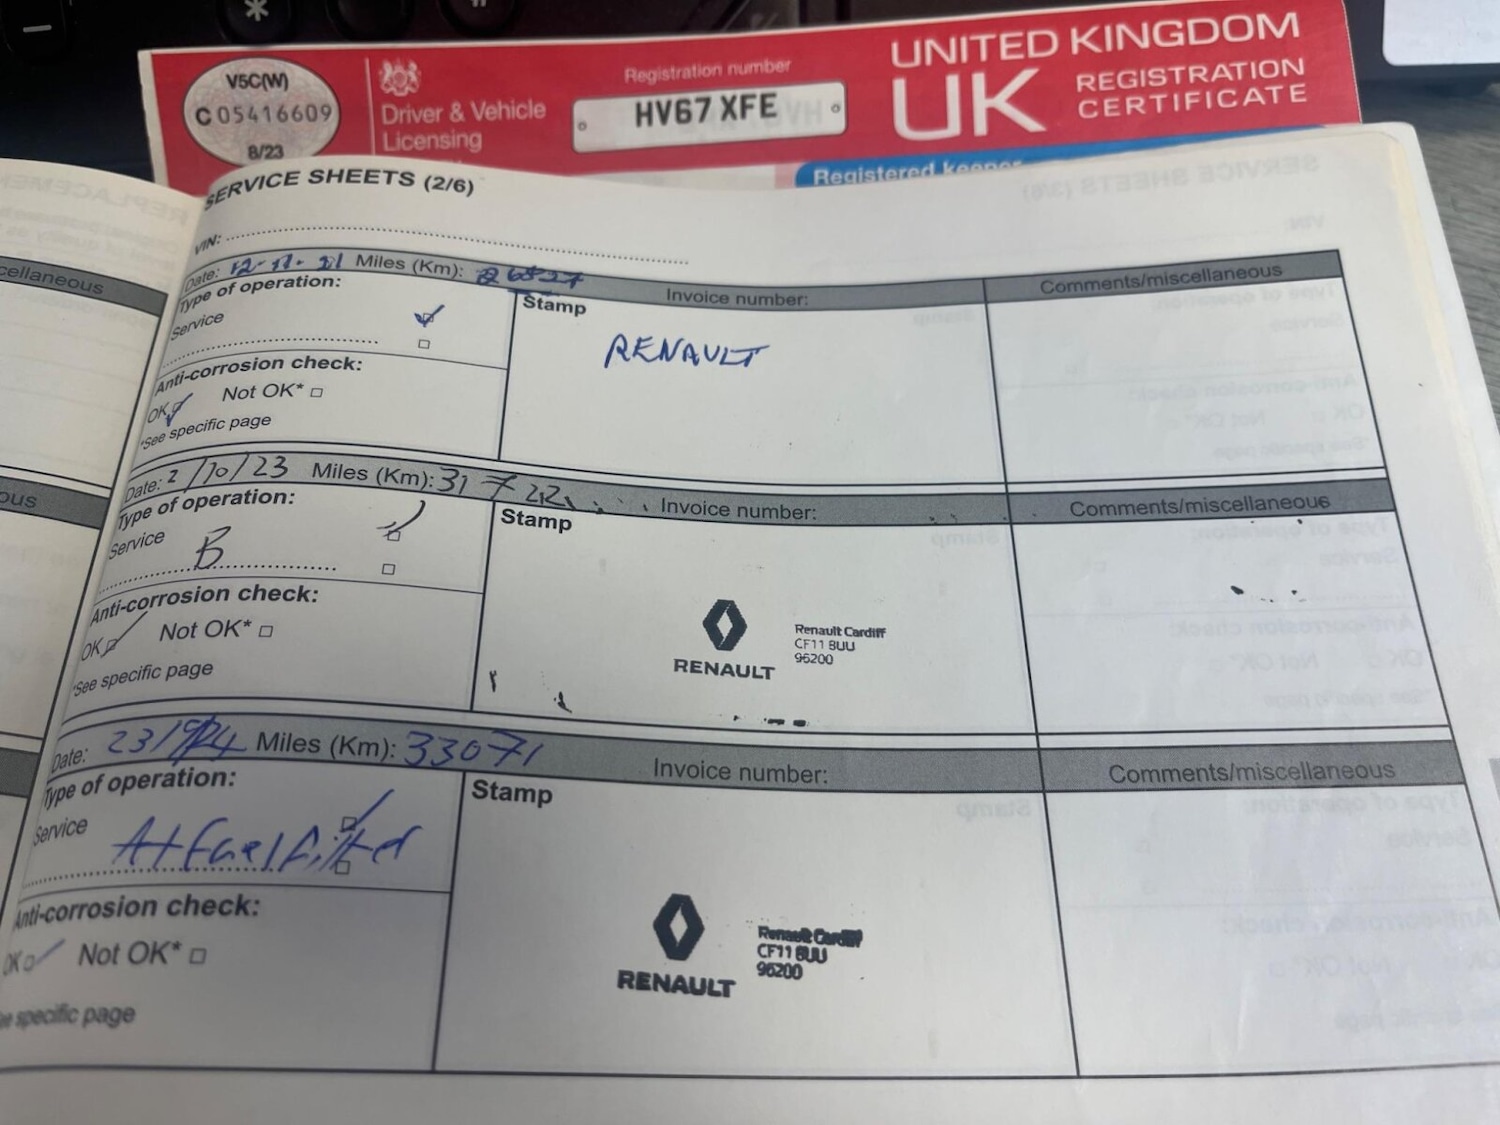 V5C(W)
C 05416609
8/23
Driver & Vehicle
Licensing
Registration number
HV67 XFE
UNITED KINGDOM
UK REGISTRATION
CERTIFICATE
Registered keeper
SERVICE SHEETS (2/6)
VIN:
Date: 12-11-21 Miles (Km): 26827 Invoice number: Comments/miscellaneous
Type of operation:
Service
Stamp
RENAULT
Anti-corrosion check:
OK Not OK*
*See specific page
Date: 2/10/23 Miles (Km): 31722 Invoice number: Comments/miscellaneous
Type of operation:
Service B
Stamp
RENAULT
Renault Cardiff
CF11 8UU
96200
Anti-corrosion check:
OK Not OK*
*See specific page
Date: 23/9/24 Miles (Km): 33071 Invoice number: Comments/miscellaneous
Type of operation:
Service A+Fuel filter
Stamp
RENAULT
Renault Cardiff
CF11 8UU
96200
Anti-corrosion check:
OK Not OK*
specific page
cellaneous
ous